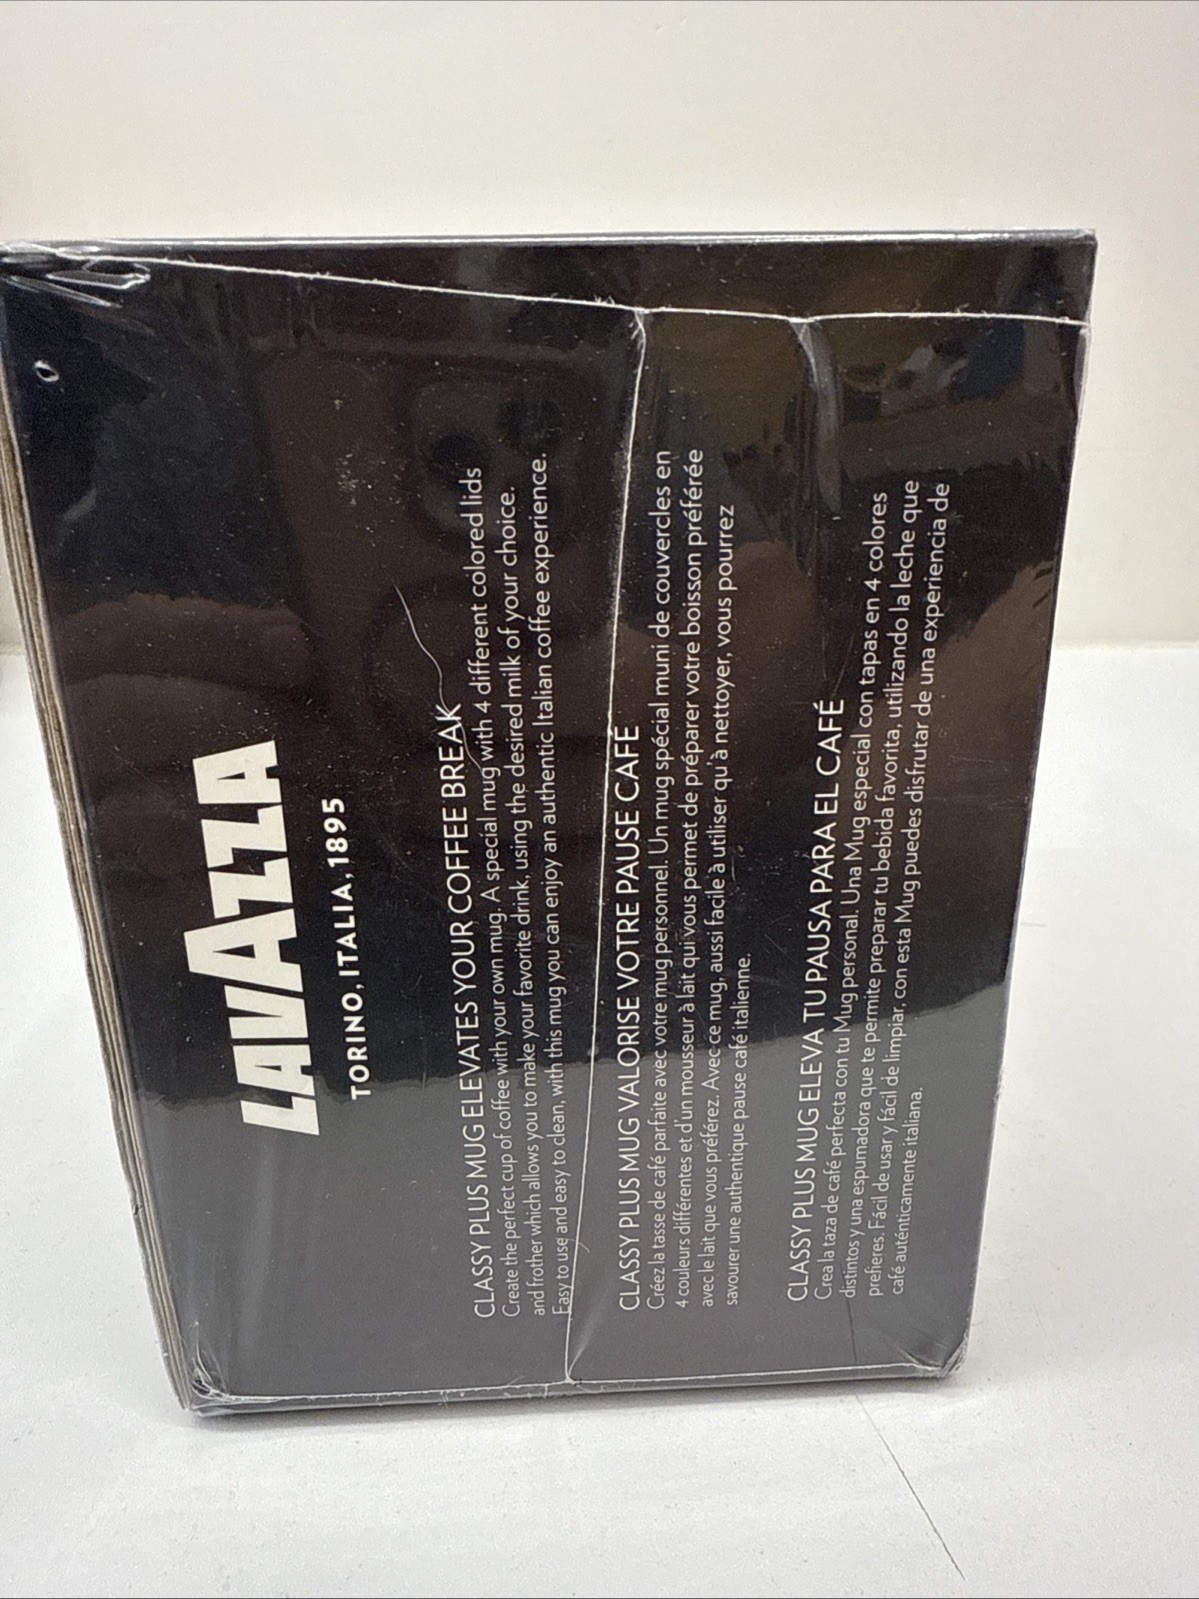 LAVAZZA
TORINO, ITALIA, 1895
CLASSY PLUS MUG ELEVATES YOUR COFFEE BREAK
Create the perfect cup of coffee with your own mug. A special mug with 4 different colored lids
and frother which allows you to make your favorite drink, using the desired milk of your choice.
Easy to use and easy to clean, with this mug you can enjoy an authentic Italian coffee experience.
CLASSY PLUS MUG VALORISE VOTRE PAUSE CAFÉ
Créez la tasse de café parfaite avec votre mug personnel. Un mug spécial muni de couvercles en
4 couleurs différentes et d'un mousseur à lait qui vous permet de préparer votre boisson préférée
avec le lait que vous préférez. Avec ce mug, aussi facile à utiliser qu'à nettoyer, vous pourrez
savourer une authentique pause café italienne.
CLASSY PLUS MUG ELEVA TU PAUSA PARA EL CAFÉ
Crea la taza de café perfecta con tu Mug personal. Una Mug especial con tapas en 4 colores
distintos y una espumadora que te permite preparar tu bebida favorita, utilizando la leche que
prefieres. Fácil de usar y fácil de limpiar, con esta Mug puedes disfrutar de una experiencia de
café auténticamente italiana.